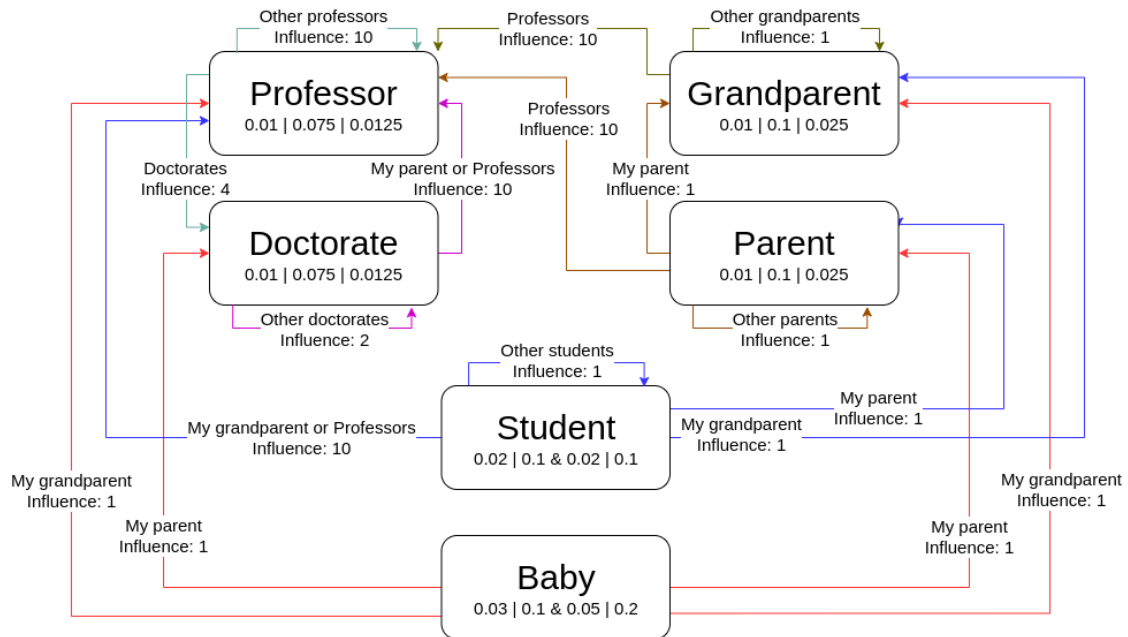 Other professors
Influence: 10
Professors
Influence: 10
Other grandparents
Influence: 1
Professor
0.01 | 0.075 | 0.0125
Grandparent
0.01 | 0.1 | 0.025
Professors
Influence: 10
Doctorates
Influence: 4
My parent or Professors
Influence: 10
My parent
Influence: 1
Doctorate
0.01 | 0.075 | 0.0125
Parent
0.01 | 0.1 | 0.025
Other doctorates
Influence: 2
Other parents
Influence: 1
Other students
Influence: 1
My parent
Influence: 1
Student
0.02 | 0.1 & 0.02 | 0.1
My grandparent or Professors
Influence: 10
My grandparent
Influence: 1
My grandparent
Influence: 1
My grandparent
Influence: 1
My parent
Influence: 1
My parent
Influence: 1
Baby
0.03 | 0.1 & 0.05 | 0.2